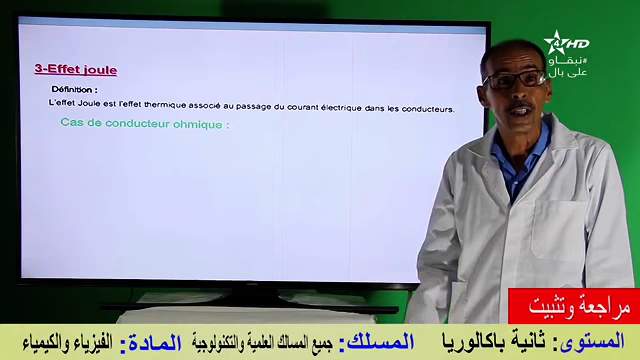 3-Effet joule
Définition :
L'effet Joule est l'effet thermique associé au passage du courant électrique dans les conducteurs.
Cas de conducteur ohmique :
4HD
#نبقاو
على بال
مراجعة وتثبيت
المستوى: ثانية باكالوريا المسلك: جميع المسالك العلمية والتكنولوجية المادة: الفيزياء والكيمياء